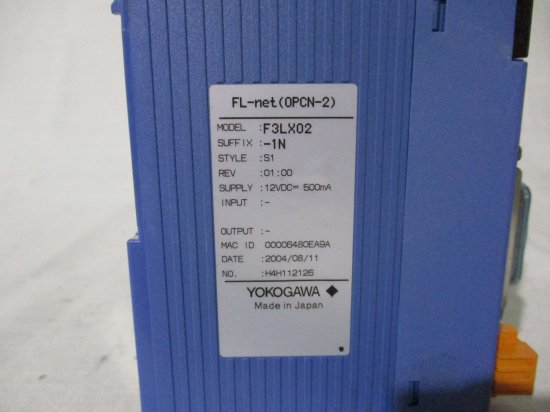 FL-net(OPCN-2)
MODEL :F3LX02
SUFFIX :-1N
STYLE :S1
REV :01:00
SUPPLY :12VDC= 500mA
INPUT :-
OUTPUT :-
MAC ID 00006480EA9A
DATE :2004/08/11
NO. :H4H112126
YOKOGAWA
Made in Japan